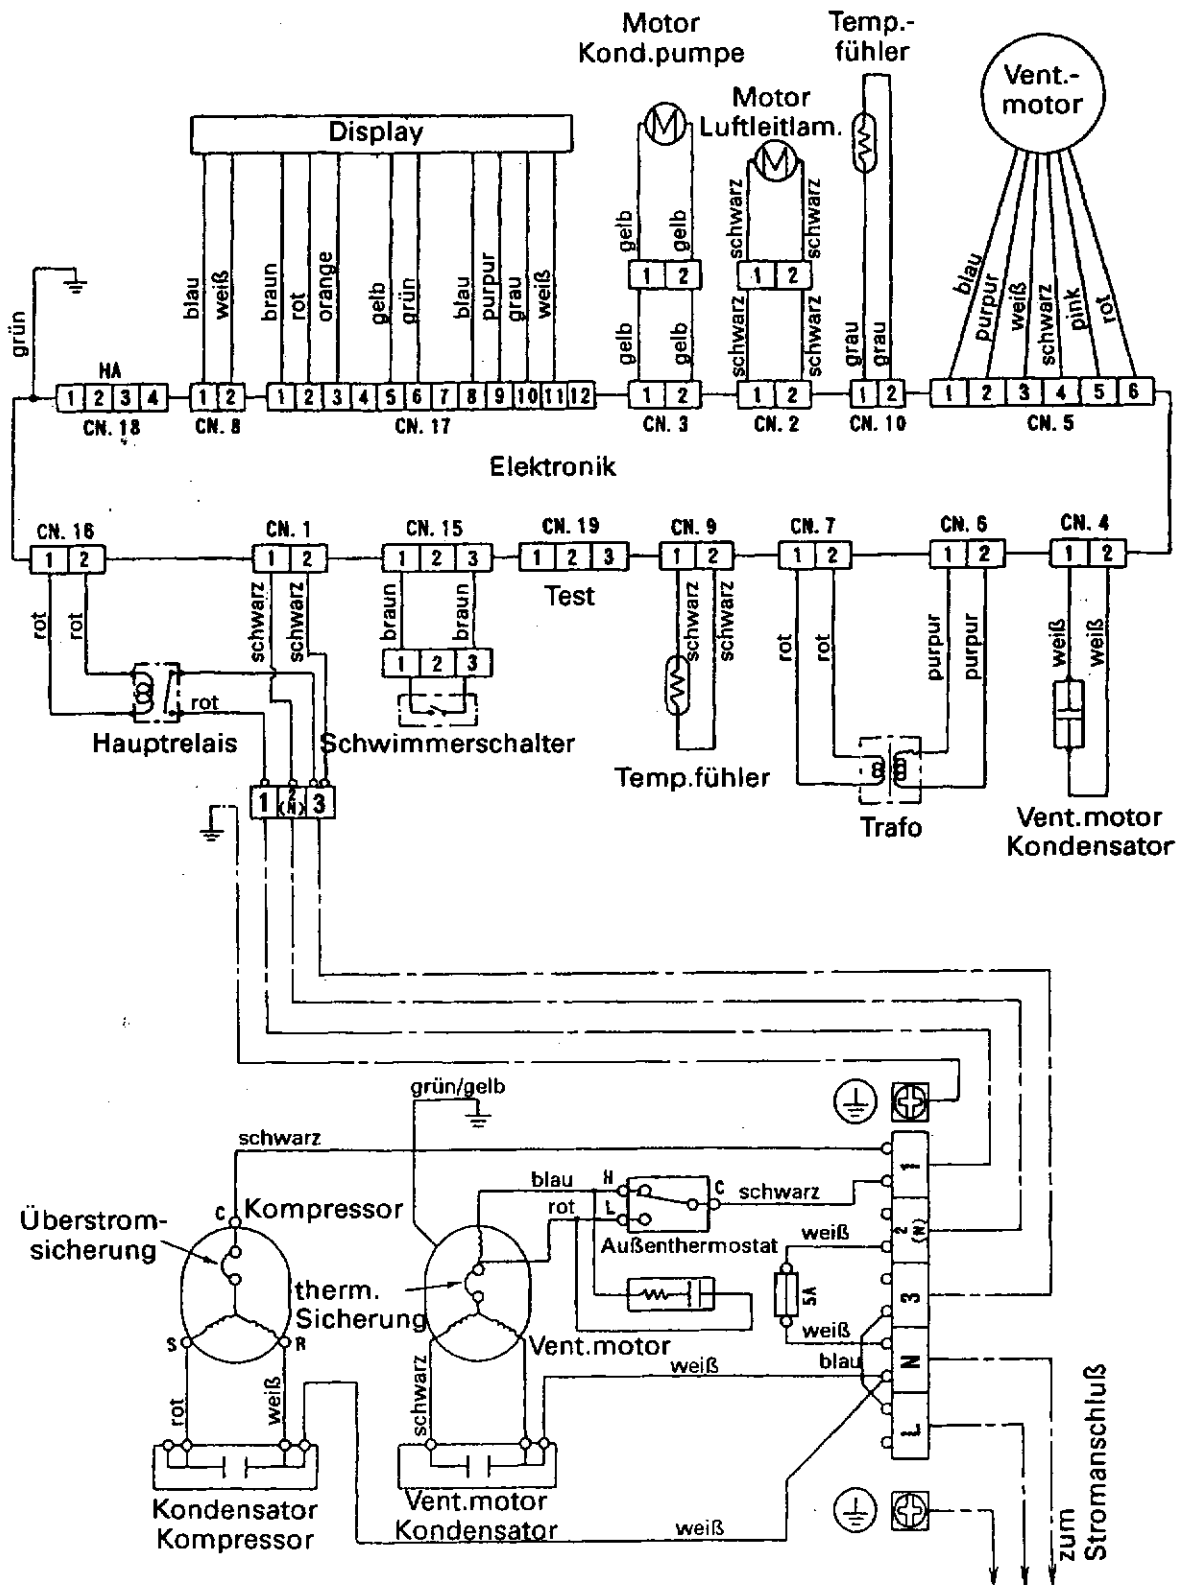 Motor
Kond.pumpe
Temp.-
fühler
Vent.-
motor
Motor
Luftleitlam.
Display
M
M
grün
blau
weiß
braun
rot
orange
gelb
grün
blau
purpur
grau
weiß
gelb
gelb
schwarz
schwarz
1 2
1 2
gelb
gelb
schwarz
schwarz
grau
grau
blau
purpur
weiß
schwarz
pink
rot
HA
1 2 3 4
1 2
1 2 3 4 5 6 7 8 9 10 11 12
1 2
1 2
1 2
1 2 3 4 5 6
CN. 18
CN. 8
CN. 17
CN. 3
CN. 2
CN. 10
CN. 5
Elektronik
CN. 16
CN. 1
CN. 15
CN. 19
CN. 9
CN. 7
CN. 6
CN. 4
1 2
1 2
1 2 3
1 2 3
1 2
1 2
1 2
1 2
Test
rot
rot
schwarz
schwarz
braun
braun
schwarz
schwarz
rot
rot
purpur
purpur
weiß
weiß
1 2 3
rot
Hauptrelais
Schwimmerschalter
Temp.fühler
Trafo
Vent.motor
Kondensator
1 2(N) 3
grün/gelb
schwarz
blau
H
C
schwarz
rot
L
1
2(N)
3
N
L
C
Kompressor
Überstrom-
sicherung
Außenthermostat
weiß
therm.
Sicherung
5A
Vent.motor
weiß
S
R
weiß
blau
rot
weiß
schwarz
Kondensator
Kompressor
Vent.motor
Kondensator
weiß
zum
Stromanschluß